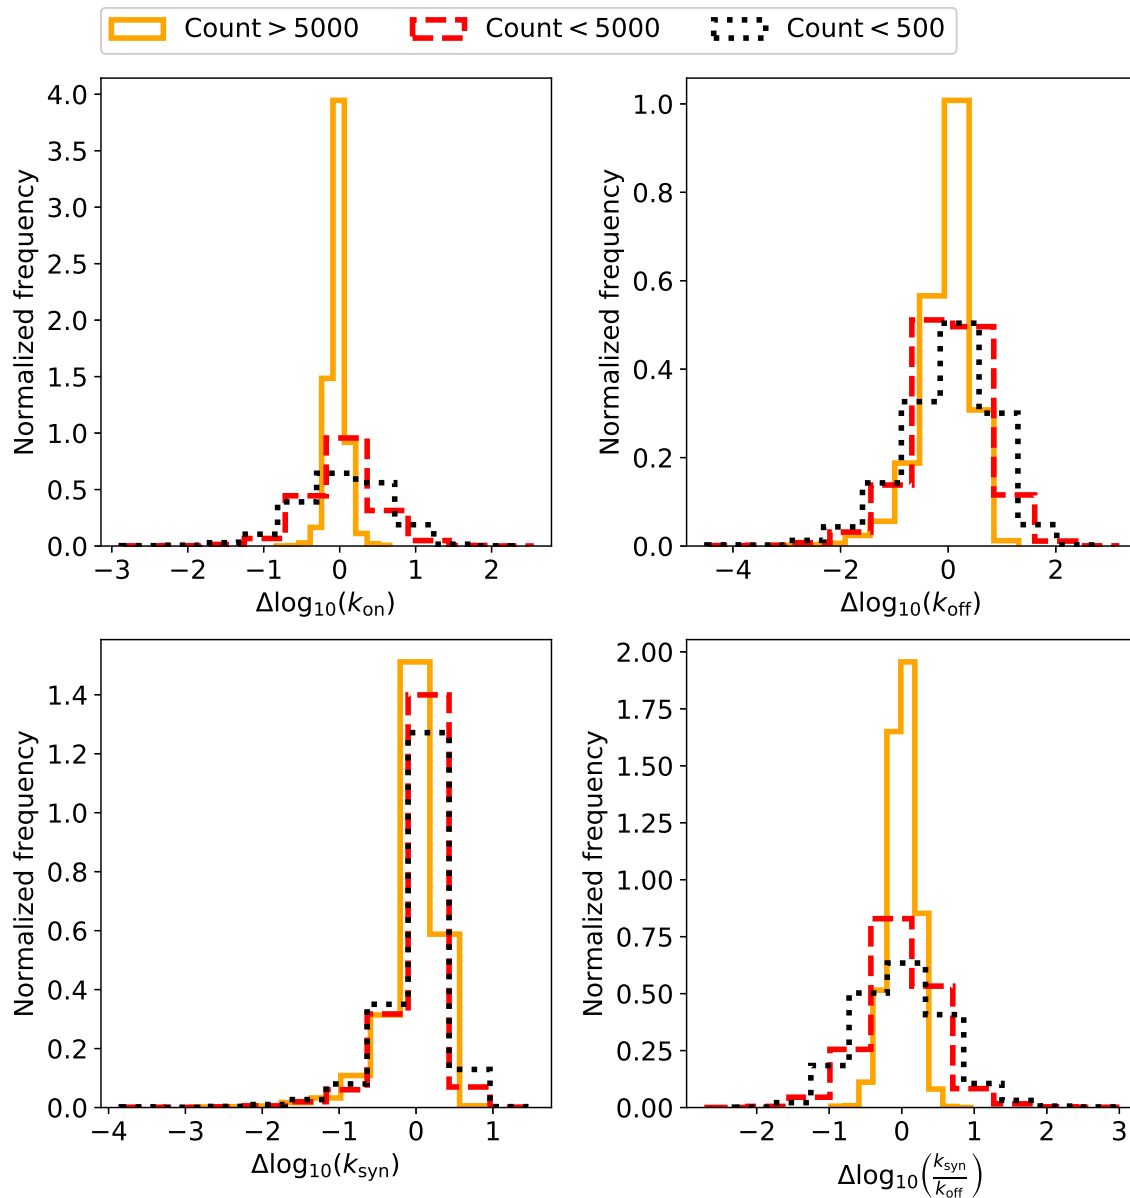 Count > 5000 Count < 5000 Count < 500
4.0
3.5
3.0
2.5
2.0
1.5
1.0
0.5
0.0
Normalized frequency
−3 −2 −1 0 1 2
Δlog₁₀(k_on)
1.0
0.8
0.6
0.4
0.2
0.0
Normalized frequency
−4 −2 0 2
Δlog₁₀(k_off)
1.4
1.2
1.0
0.8
0.6
0.4
0.2
0.0
Normalized frequency
−4 −3 −2 −1 0 1
Δlog₁₀(k_syn)
2.00
1.75
1.50
1.25
1.00
0.75
0.50
0.25
0.00
Normalized frequency
−2 −1 0 1 2 3
Δlog₁₀(k_syn/k_off)